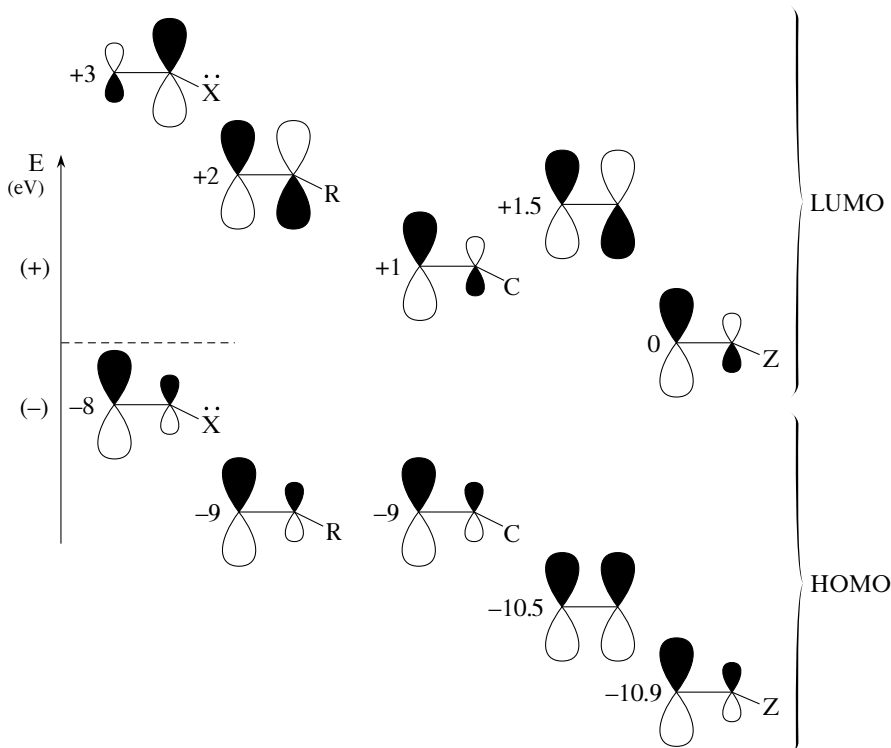 +3
Ẍ
E
(eV)
+2
R
+1.5
LUMO
(+)
+1
C
0
Z
(–)
–8
Ẍ
–9
R
–9
C
HOMO
–10.5
–10.9
Z